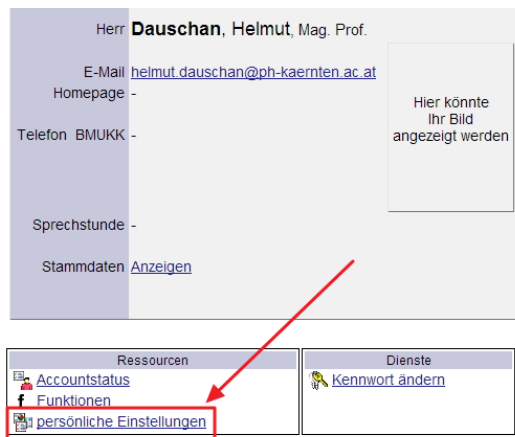 Herr Dauschan, Helmut, Mag. Prof.
E-Mail helmut.dauschan@ph-kaernten.ac.at
Homepage -
Hier könnte
Ihr Bild
angezeigt werden
Telefon BMUKK -
Sprechstunde -
Stammdaten Anzeigen
Ressourcen
Accountstatus
f Funktionen
persönliche Einstellungen
Dienste
Kennwort ändern